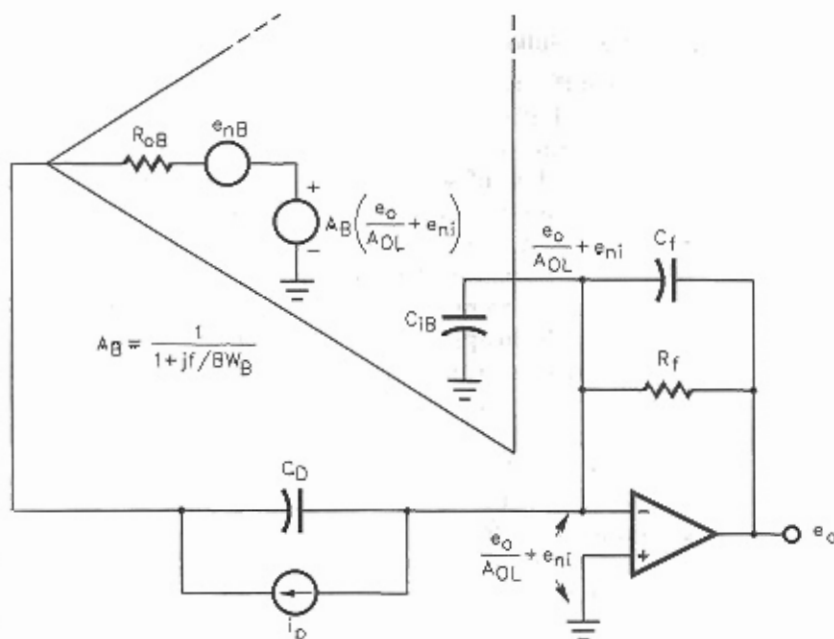 R_oB
e_nB
+
A_B(e_o/A_OL + e_ni)
−
e_o/A_OL + e_ni
C_f
C_iB
A_B = 1/(1+jf/BW_B)
R_f
C_D
−
+
e_o/A_OL + e_ni
e_o
i_p